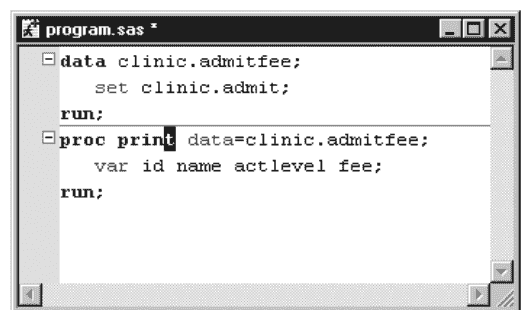 program.sas *
data clinic.admitfee;
set clinic.admit;
run;
proc print data=clinic.admitfee;
var id name actlevel fee;
run;